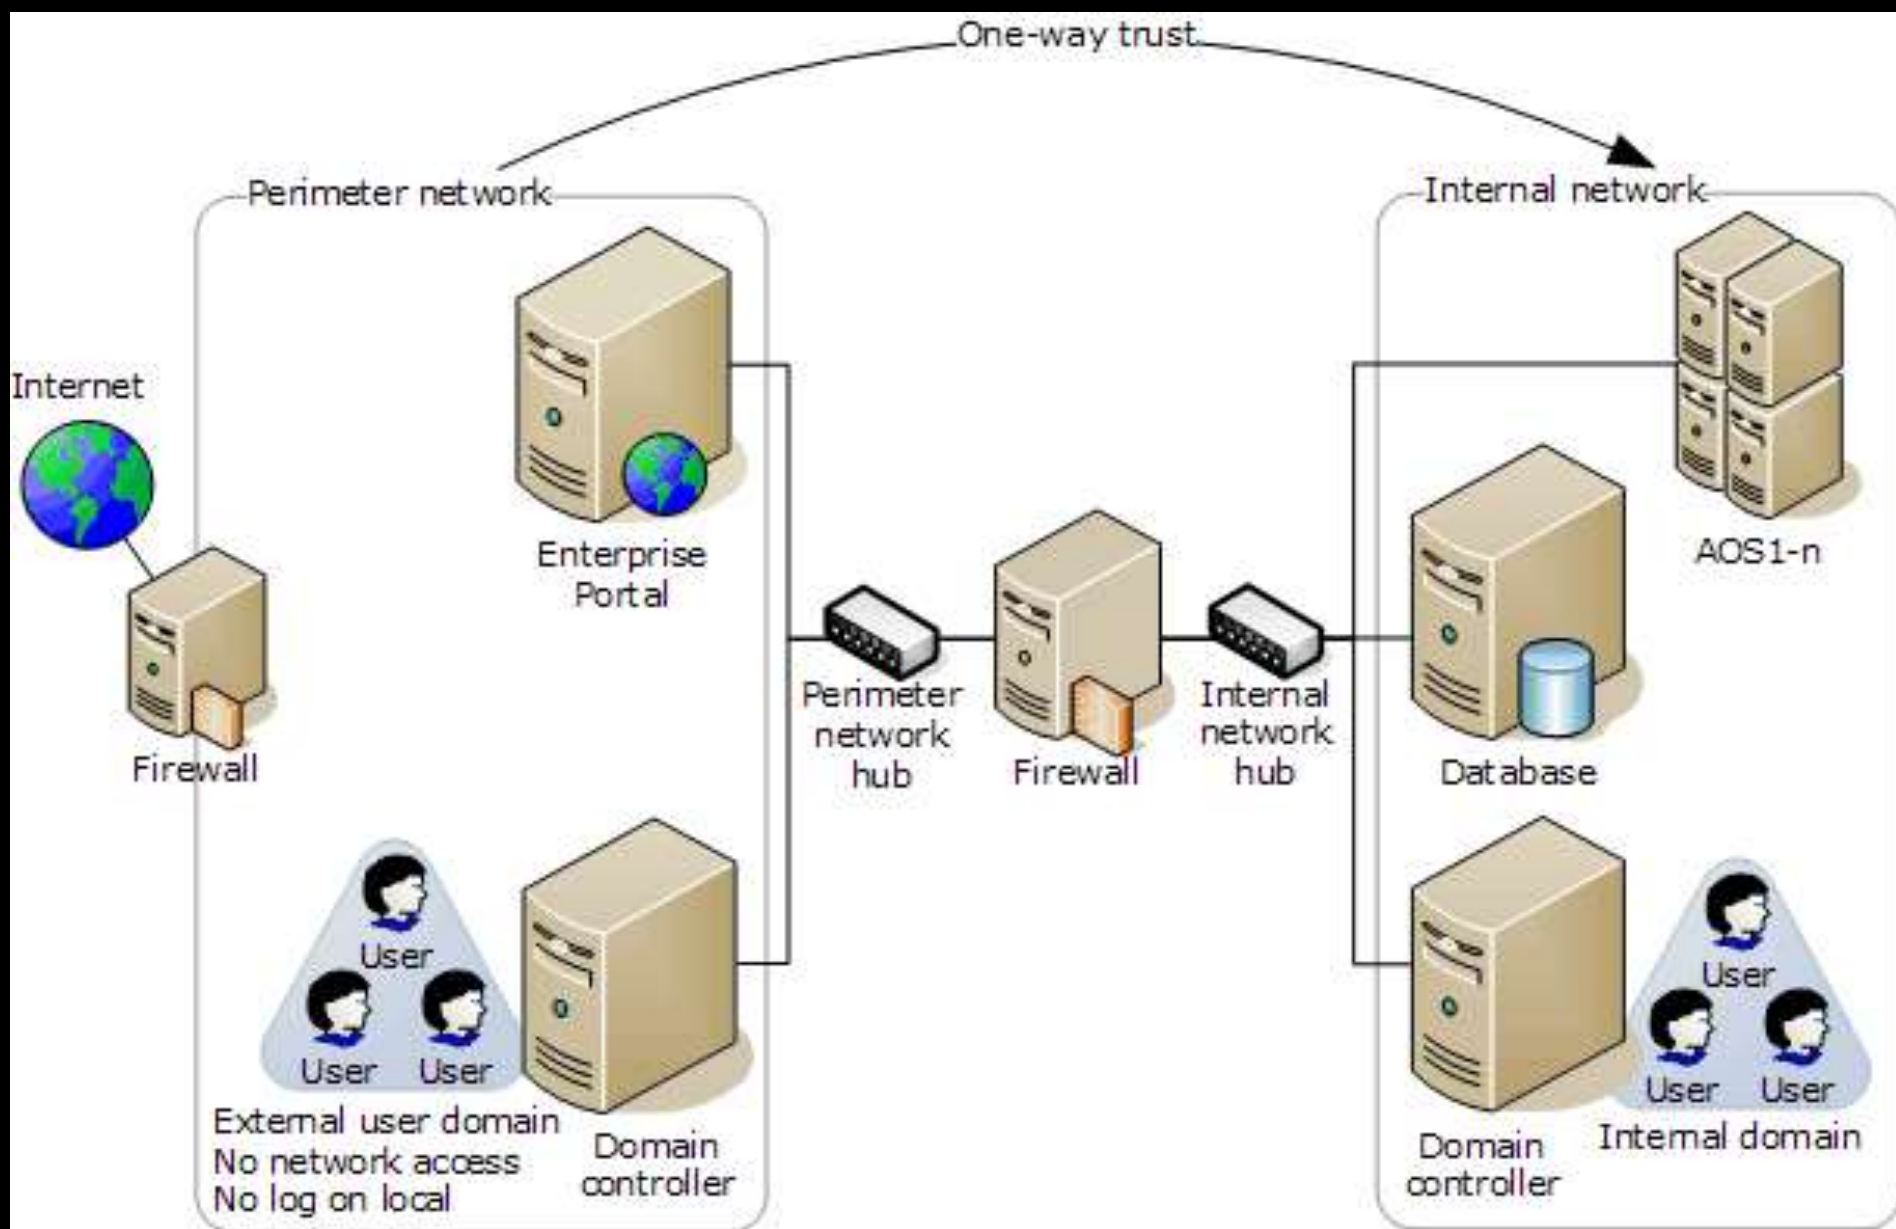 One-way trust
Perimeter network
Internal network
Internet
Enterprise
Portal
AOS1-n
Firewall
Perimeter
network
hub
Firewall
Internal
network
hub
Database
User
User
User
External user domain
No network access
No log on local
Domain
controller
Domain
controller
User
User
User
Internal domain